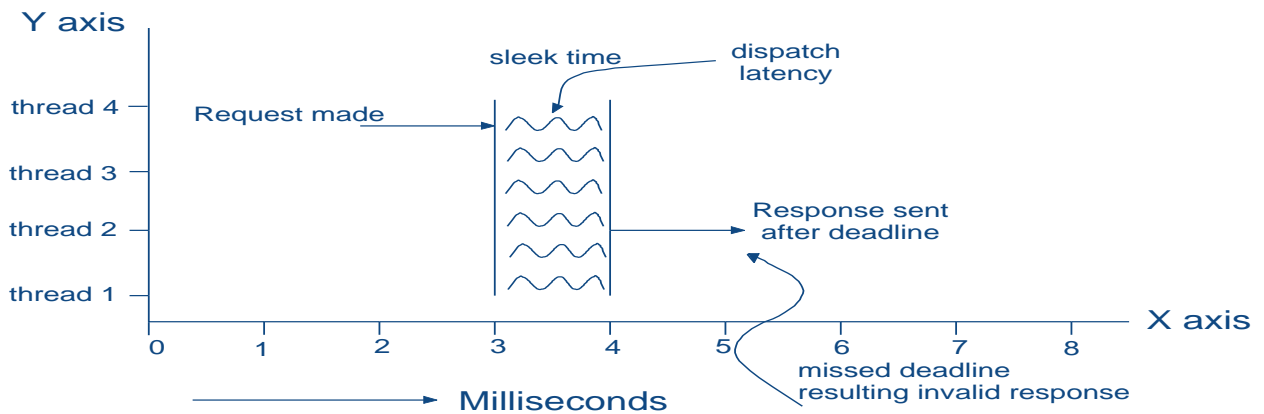 Y axis
sleek time
dispatch
latency
thread 4
Request made
thread 3
thread 2
Response sent
after deadline
thread 1
X axis
0 1 2 3 4 5 6 7 8
missed deadline
resulting invalid response
Milliseconds